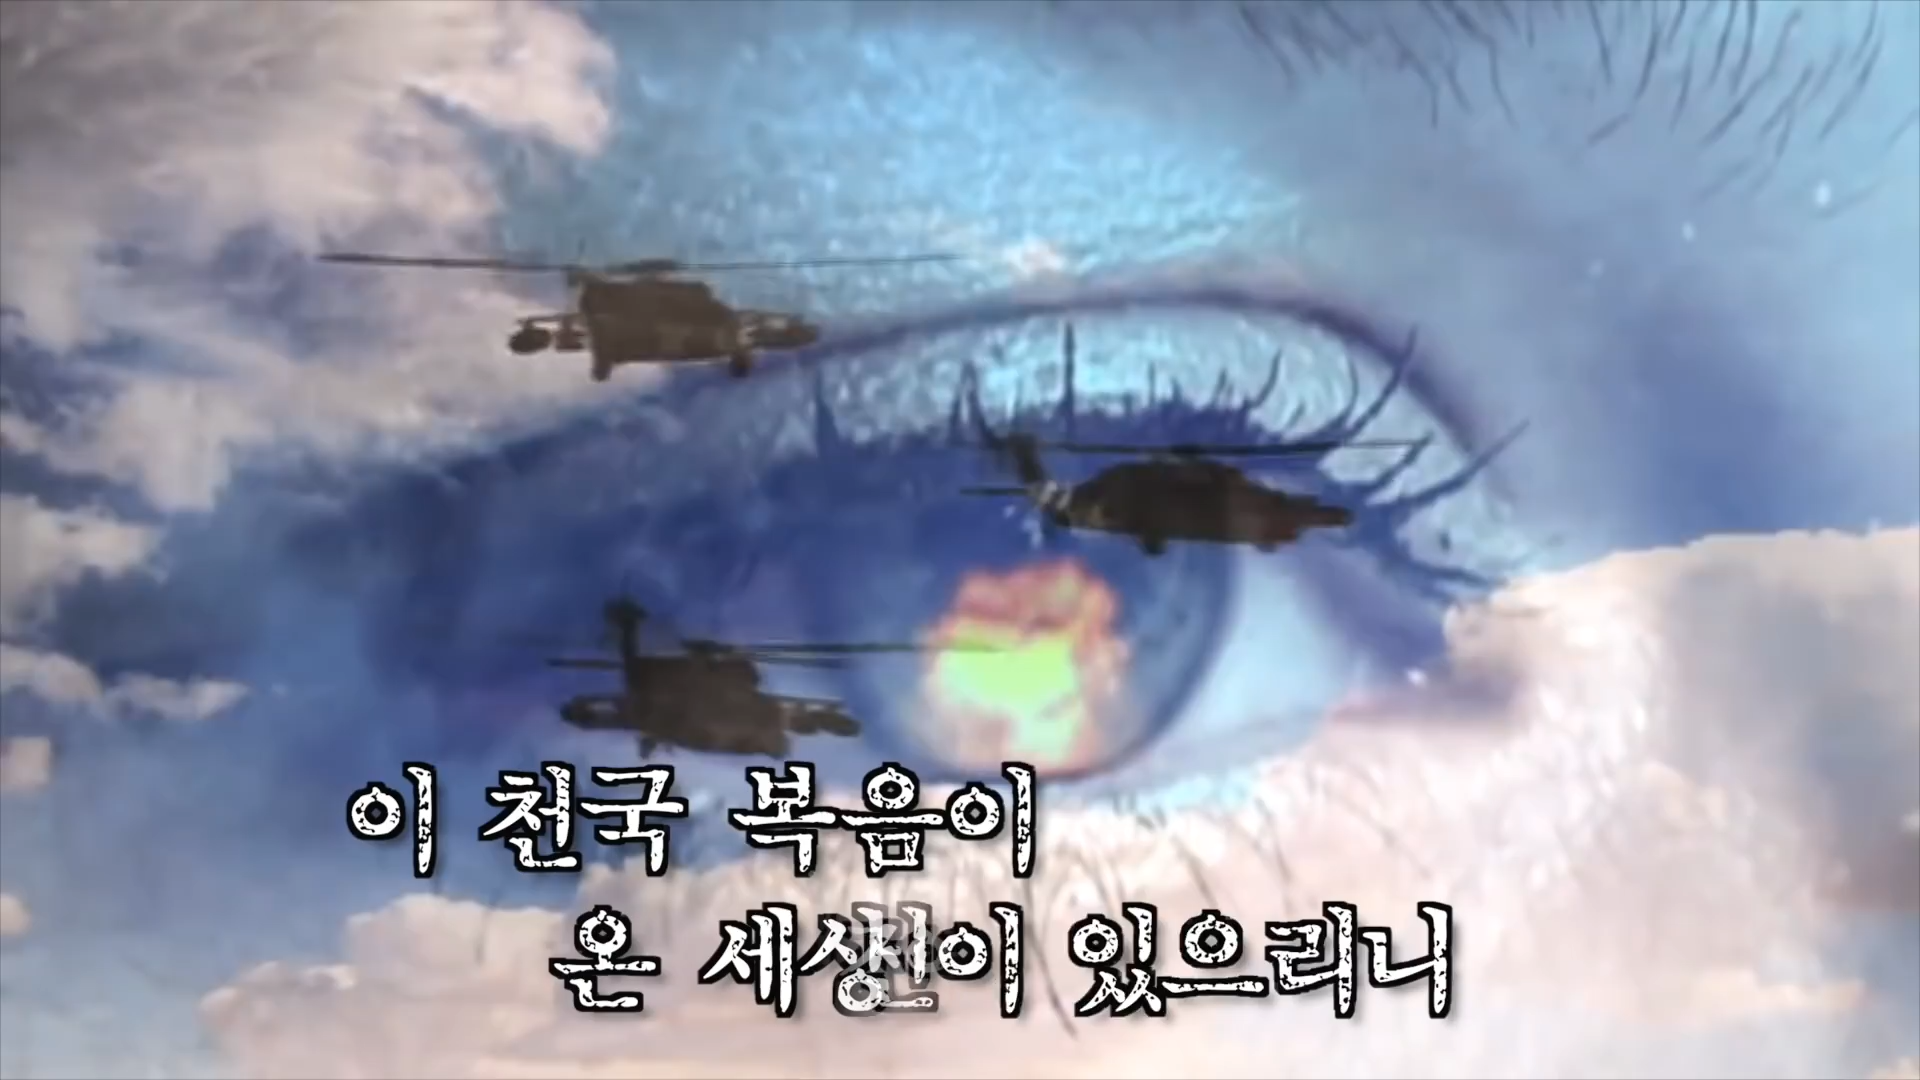 이 천국 복음이
온 세상 이 있으리니